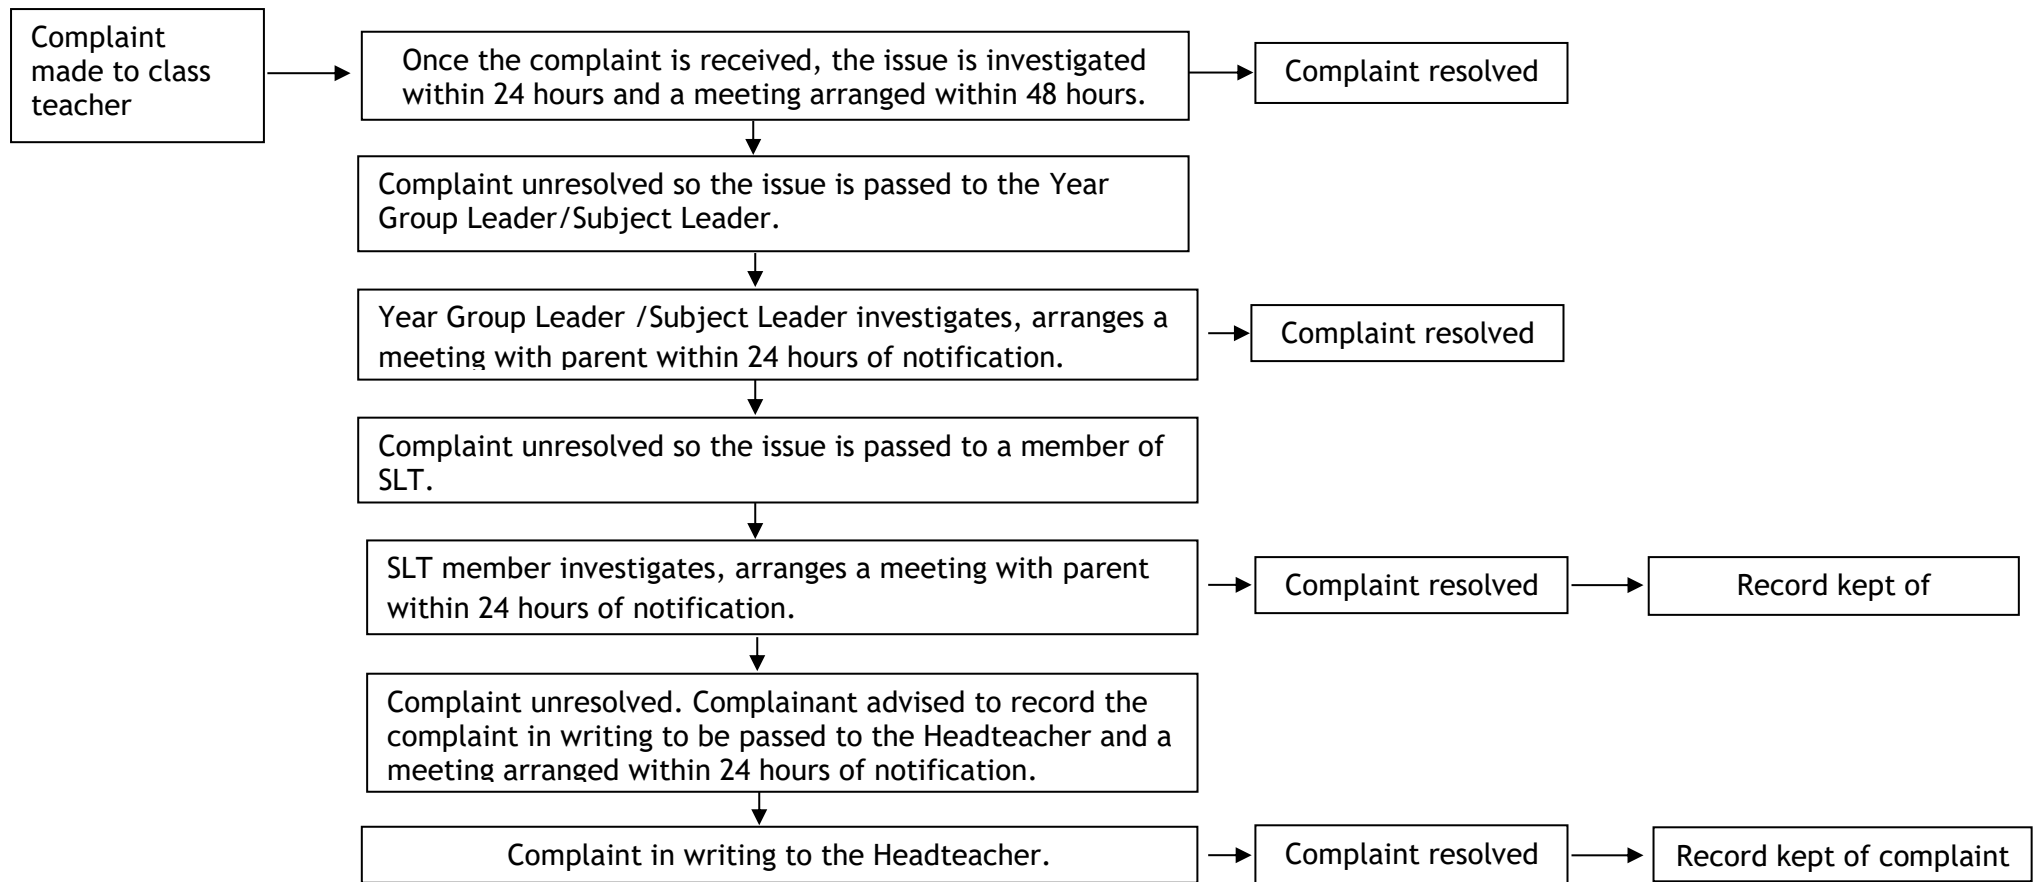 Complaint
made to class
teacher
Once the complaint is received, the issue is investigated
within 24 hours and a meeting arranged within 48 hours.
Complaint resolved
Complaint unresolved so the issue is passed to the Year
Group Leader/Subject Leader.
Year Group Leader /Subject Leader investigates, arranges a
meeting with parent within 24 hours of notification.
Complaint resolved
Complaint unresolved so the issue is passed to a member of
SLT.
SLT member investigates, arranges a meeting with parent
within 24 hours of notification.
Complaint resolved
Record kept of
Complaint unresolved. Complainant advised to record the
complaint in writing to be passed to the Headteacher and a
meeting arranged within 24 hours of notification.
Complaint in writing to the Headteacher.
Complaint resolved
Record kept of complaint